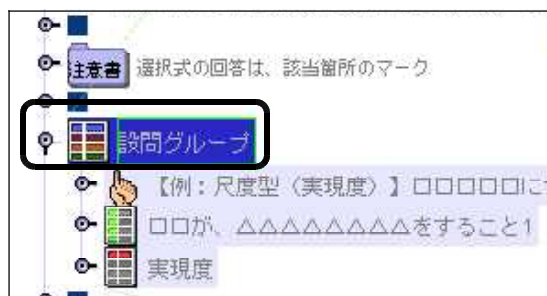 注意書 選択式の回答は、該当箇所のマーク
設問グループ
【例：尺度型（実現度）】□□□□□に
□□が、△△△△△△△△をすること1
実現度